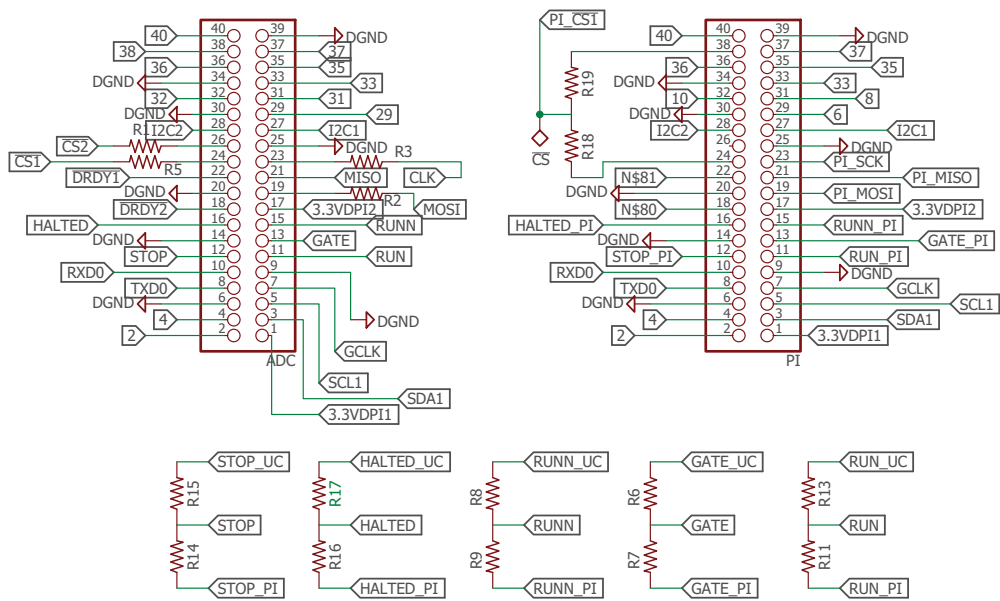 40 40 39 DGND
38 38 37 37
36 36 35 35
DGND 34 33 33
32 32 31 31
DGND 30 29 29
R1 I2C2 28 27 I2C1
CS2 26 25 DGND
CS1 R5 24 23 R3 CLK
DRDY1 22 21 MISO
DGND 20 19 R2 MOSI
DRDY2 18 17 3.3VDPI2
HALTED 16 15 RUNN
DGND 14 13 GATE
STOP 12 11 RUN
RXD0 10 9 DGND
TXD0 8 7 GCLK
DGND 6 5 SCL1
4 4 3 SDA1
2 2 1 3.3VDPI1
ADC
PI_CS1
R19
R18
CS
40 40 39 DGND
38 37 37
36 36 35 35
DGND 34 33 33
10 32 31 8
DGND 30 29 6
I2C2 28 27 I2C1
26 25 DGND
24 23 PI_SCK
N$81 22 21 PI_MISO
DGND 20 19 PI_MOSI
N$80 18 17 3.3VDPI2
HALTED_PI 16 15 RUNN_PI
DGND 14 13 GATE_PI
STOP_PI 12 11 RUN_PI
RXD0 10 9 DGND
TXD0 8 7 GCLK
DGND 6 5 SCL1
4 4 3 SDA1
2 2 1 3.3VDPI1
PI
STOP_UC
R15
STOP
R14
STOP_PI
HALTED_UC
R17
HALTED
R16
HALTED_PI
RUNN_UC
R8
RUNN
R9
RUNN_PI
GATE_UC
R6
GATE
R7
GATE_PI
RUN_UC
R13
RUN
R11
RUN_PI